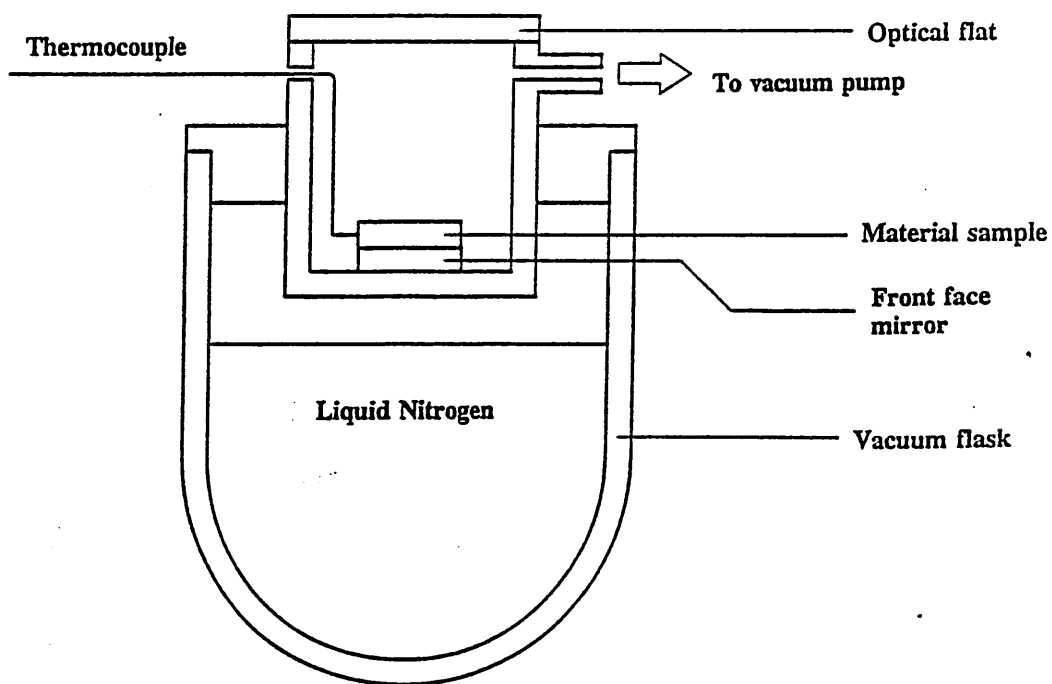 Thermocouple
Optical flat
To vacuum pump
Material sample
Front face
mirror
Liquid Nitrogen
Vacuum flask